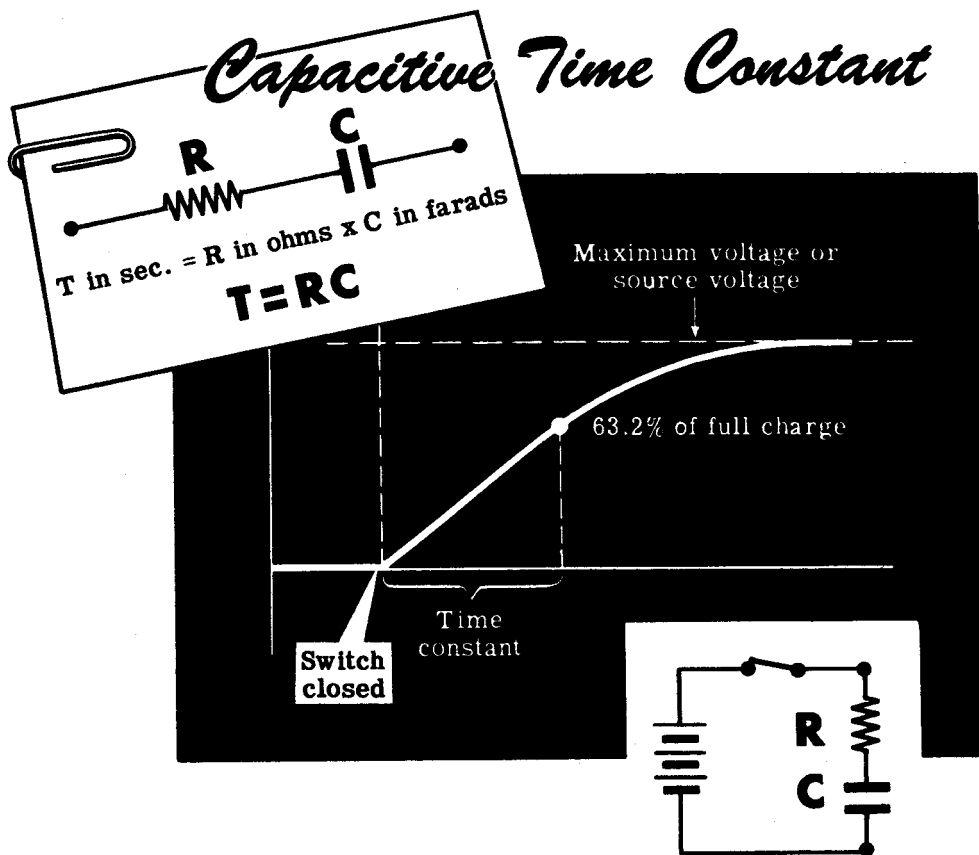 Capacitive Time Constant
R
C
T in sec. = R in ohms x C in farads
T=RC
Maximum voltage or
source voltage
63.2% of full charge
Time
constant
Switch
closed
R
C